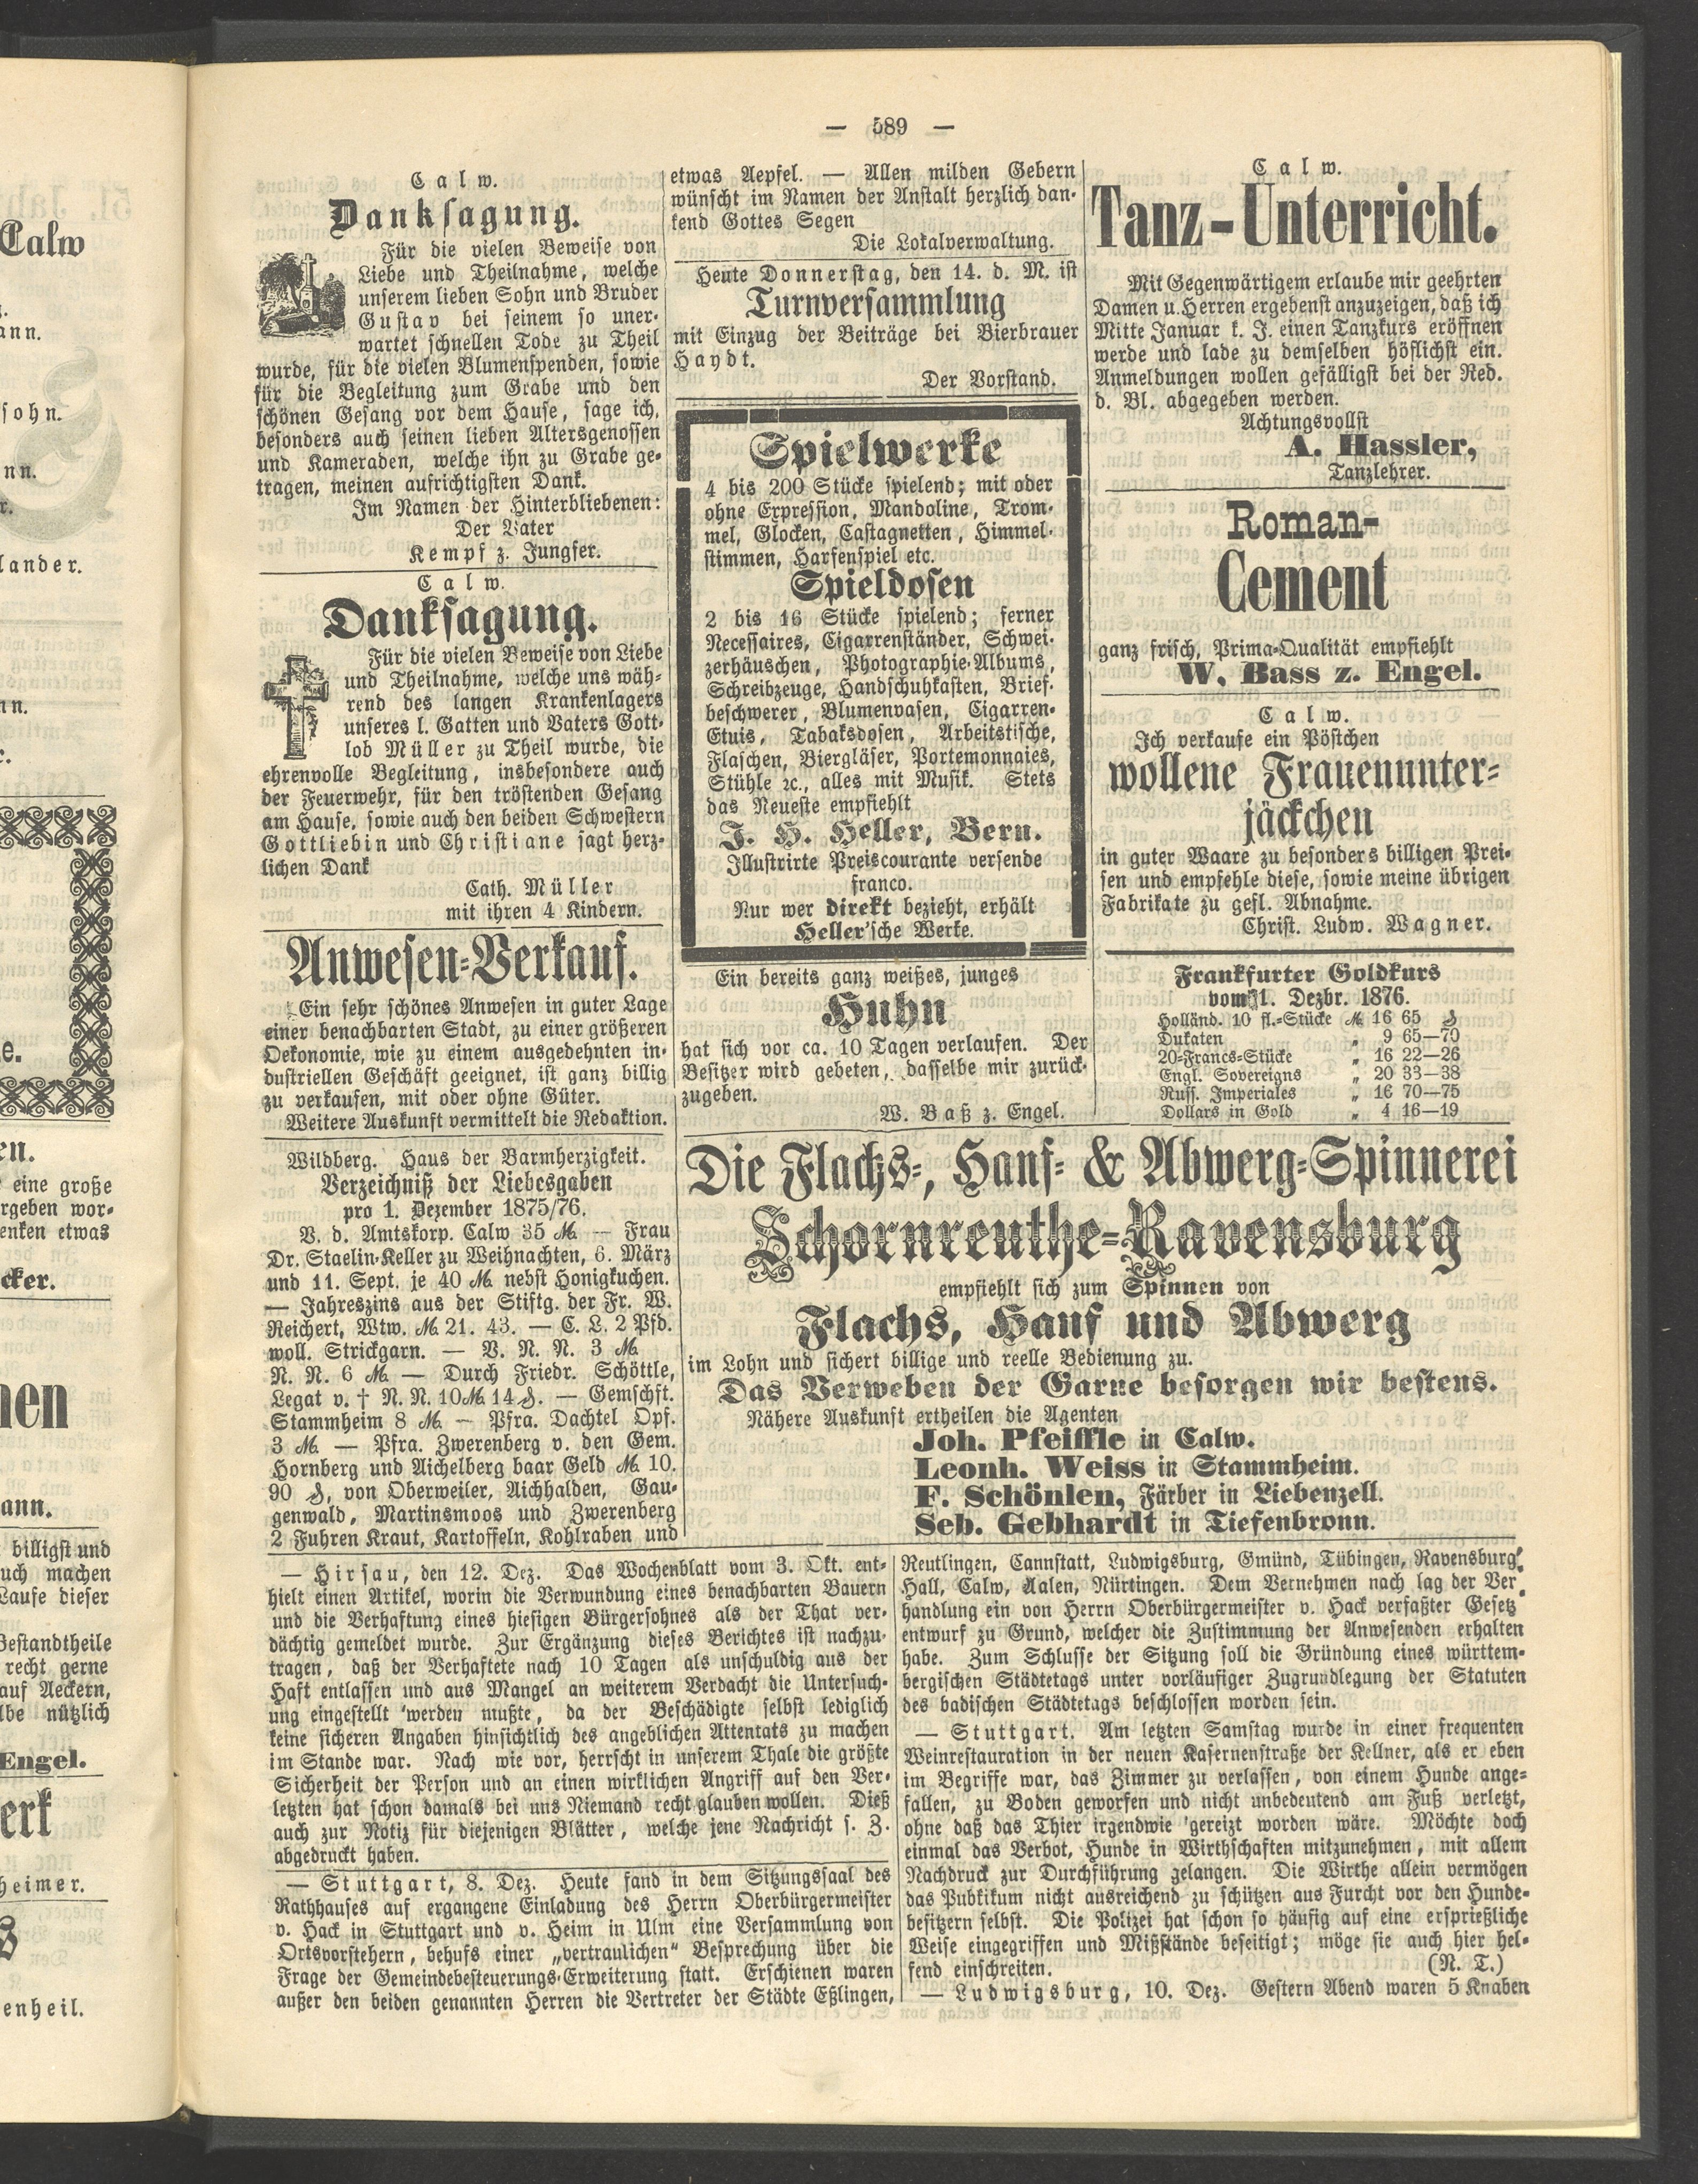 — 589 —
Calw.
Danksagung.
Für die vielen Beweise von
Liebe und Theilnahme, welche
unserem lieben Sohn und Bruder
Gustav bei seinem so uner-
wartet schnellen Tode zu Theil
wurde, für die vielen Blumenspenden, sowie
für die Begleitung zum Grabe und den
schönen Gesang vor dem Hause, sage ich,
besonders auch seinen lieben Altersgenossen
und Kameraden, welche ihn zu Grabe ge-
tragen, meinen aufrichtigsten Dank.
Im Namen der Hinterbliebenen:
Der Vater
Kempf z. Jungfer.
Calw.
Danksagung.
Für die vielen Beweise von Liebe
und Theilnahme, welche uns wäh-
rend des langen Krankenlagers
unseres l. Gatten und Vaters Gott-
lob Müller zu Theil wurde, die
ehrenvolle Begleitung, insbesondere auch
der Feuerwehr, für den tröstenden Gesang
am Hause, sowie auch den beiden Schwestern
Gottliebin und Christiane sagt herz-
lichen Dank
Cath. Müller
mit ihren 4 Kindern.
Anwesen-Verkauf.
Ein sehr schönes Anwesen in guter Lage
einer benachbarten Stadt, zu einer größeren
Oekonomie, wie zu einem ausgedehnten in-
dustriellen Geschäft geeignet, ist ganz billig
zu verkaufen, mit oder ohne Güter.
Weitere Auskunft vermittelt die Redaktion.
Wildberg. Haus der Barmherzigkeit.
Verzeichniß der Liebesgaben
pro 1. Dezember 1875/76.
V. d. Amtskorp. Calw 35 M. — Frau
Dr. Staelin-Keller zu Weihnachten, 6. März
und 11. Sept. je 40 M. nebst Honigkuchen.
— Jahreszins aus der Stiftg. der Fr. W.
Reichert, Wtw. M. 21. 43. — C. L. 2 Pfd.
woll. Strickgarn. — V. N. N. 3 M.
N. N. 6 M. — Durch Friedr. Schöttle,
Legat v. † N. N. 10 M. 14 ₰. — Gemschft.
Stammheim 8 M. — Pfra. Dachtel Opf.
3 M. — Pfra. Zwerenberg v. den Gem.
Hornberg und Aichelberg baar Geld M. 10.
90 ₰, von Oberweiler, Aichhalden, Gau-
genwald, Martinsmoos und Zwerenberg
2 Fuhren Kraut, Kartoffeln, Kohlraben und
etwas Aepfel. — Allen milden Gebern
wünscht im Namen der Anstalt herzlich dan-
kend Gottes Segen
Die Lokalverwaltung.
Heute Donnerstag, den 14. d. M. ist
Turnversammlung
mit Einzug der Beiträge bei Bierbrauer
Haydt.
Der Vorstand.
Spielwerke
4 bis 200 Stücke spielend; mit oder
ohne Expression, Mandoline, Trom-
mel, Glocken, Castagnetten, Himmel-
stimmen, Harfenspiel etc.
Spieldosen
2 bis 16 Stücke spielend; ferner
Necessaires, Cigarrenständer, Schwei-
zerhäuschen, Photographie-Albums,
Schreibzeuge, Handschuhkasten, Brief-
beschwerer, Blumenvasen, Cigarren-
Etuis, Tabaksdosen, Arbeitstische,
Flaschen, Biergläser, Portemonnaies,
Stühle ꝛc., alles mit Musik. Stets
das Neueste empfiehlt
J. H. Heller, Bern.
Illustrirte Preiscourante versende
franco.
Nur wer direkt bezieht, erhält
Heller'sche Werke.
Ein bereits ganz weißes, junges
Huhn
hat sich vor ca. 10 Tagen verlaufen. Der
Besitzer wird gebeten, dasselbe mir zurück-
zugeben.
W. Baß z. Engel.
Calw.
Tanz-Unterricht.
Mit Gegenwärtigem erlaube mir geehrten
Damen u. Herren ergebenst anzuzeigen, daß ich
Mitte Januar k. J. einen Tanzkurs eröffnen
werde und lade zu demselben höflichst ein.
Anmeldungen wollen gefälligst bei der Red.
d. Bl. abgegeben werden.
Achtungsvollst
A. Hassler,
Tanzlehrer.
Roman-
Cement
ganz frisch, Prima-Qualität empfiehlt
W. Bass z. Engel.
Calw.
Ich verkaufe ein Pöstchen
wollene Frauenunter-
jäckchen
in guter Waare zu besonders billigen Prei-
sen und empfehle diese, sowie meine übrigen
Fabrikate zu gefl. Abnahme.
Christ. Ludw. Wagner.
Frankfurter Goldkurs
vom 11. Dezbr. 1876.
Holländ. 10 fl.-Stücke M 16 65 ₰
Dukaten „ 9 65—70
20-Francs-Stücke „ 16 22—26
Engl. Sovereigns „ 20 33—38
Russ. Imperiales „ 16 70—75
Dollars in Gold „ 4 16—19
Die Flachs-, Hanf- & Abwerg-Spinnerei
Schornreuthe-Ravensburg
empfiehlt sich zum Spinnen von
Flachs, Hanf und Abwerg
im Lohn und sichert billige und reelle Bedienung zu.
Das Verweben der Garne besorgen wir bestens.
Nähere Auskunft ertheilen die Agenten
Joh. Pfeiffle in Calw.
Leonh. Weiss in Stammheim.
F. Schönlen, Färber in Liebenzell.
Seb. Gebhardt in Tiefenbronn.
— Hirsau, den 12. Dez. Das Wochenblatt vom 3. Okt. ent-
hielt einen Artikel, worin die Verwundung eines benachbarten Bauern
und die Verhaftung eines hiesigen Bürgersohnes als der That ver-
dächtig gemeldet wurde. Zur Ergänzung dieses Berichtes ist nachzu-
tragen, daß der Verhaftete nach 10 Tagen als unschuldig aus der
Haft entlassen und aus Mangel an weiterem Verdacht die Untersuch-
ung eingestellt werden mußte, da der Beschädigte selbst lediglich
keine sicheren Angaben hinsichtlich des angeblichen Attentats zu machen
im Stande war. Nach wie vor, herrscht in unserem Thale die größte
Sicherheit der Person und an einen wirklichen Angriff auf den Ver-
letzten hat schon damals bei uns Niemand recht glauben wollen. Dieß
auch zur Notiz für diejenigen Blätter, welche jene Nachricht s. Z.
abgedruckt haben.
— Stuttgart, 8. Dez. Heute fand in dem Sitzungssaal des
Rathhauses auf ergangene Einladung des Herrn Oberbürgermeister
v. Hack in Stuttgart und v. Heim in Ulm eine Versammlung von
Ortsvorstehern, behufs einer „vertraulichen“ Besprechung über die
Frage der Gemeindebesteuerungs-Erweiterung statt. Erschienen waren
außer den beiden genannten Herren die Vertreter der Städte Eßlingen,
Reutlingen, Cannstatt, Ludwigsburg, Gmünd, Tübingen, Ravensburg,
Hall, Calw, Aalen, Nürtingen. Dem Vernehmen nach lag der Ver-
handlung ein von Herrn Oberbürgermeister v. Hack verfaßter Gesetz
entwurf zu Grund, welcher die Zustimmung der Anwesenden erhalten
habe. Zum Schlusse der Sitzung soll die Gründung eines württem-
bergischen Städtetags unter vorläufiger Zugrundlegung der Statuten
des badischen Städtetags beschlossen worden sein.
— Stuttgart. Am letzten Samstag wurde in einer frequenten
Weinrestauration in der neuen Kasernenstraße der Kellner, als er eben
im Begriffe war, das Zimmer zu verlassen, von einem Hunde ange-
fallen, zu Boden geworfen und nicht unbedeutend am Fuß verletzt,
ohne daß das Thier irgendwie gereizt worden wäre. Möchte doch
einmal das Verbot, Hunde in Wirthschaften mitzunehmen, mit allem
Nachdruck zur Durchführung gelangen. Die Wirthe allein vermögen
das Publikum nicht ausreichend zu schützen aus Furcht vor den Hunde-
besitzern selbst. Die Polizei hat schon so häufig auf eine ersprießliche
Weise eingegriffen und Mißstände beseitigt; möge sie auch hier hel-
fend einschreiten. (N. T.)
— Ludwigsburg, 10. Dez. Gestern Abend waren 5 Knaben
Calw
ann.
sohn.
nn.
lander.
en.
eine große
rgeben wor-
enken etwas
cker.
nen
ann.
billigst und
uch machen
Laufe dieser
Bestandtheile
recht gerne
auf Aeckern,
lbe nützlich
Engel.
erk
heimer.
enheil.